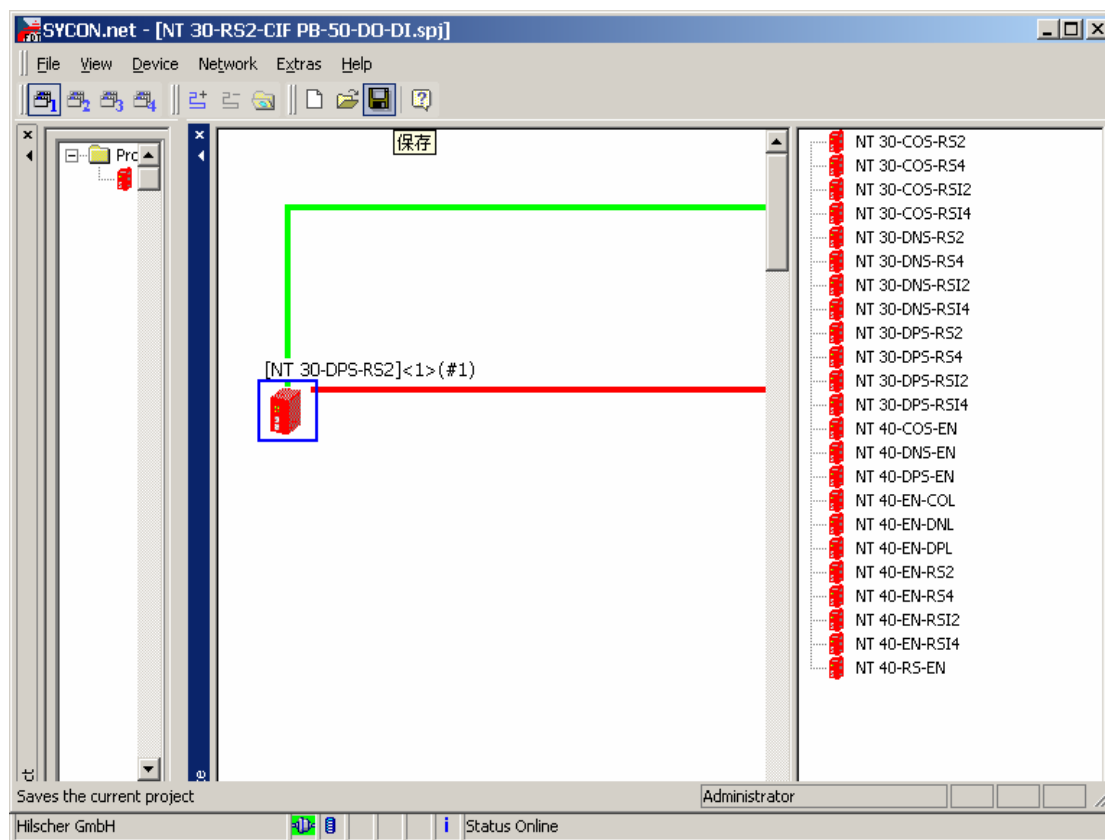 SYCON.net - [NT 30-RS2-CIF PB-50-DO-DI.spj]
File View Device Network Extras Help
1 2 3 4
保存
Prc
[NT 30-DPS-RS2]<1>(#1)
NT 30-COS-RS2
NT 30-COS-RS4
NT 30-COS-RSI2
NT 30-COS-RSI4
NT 30-DNS-RS2
NT 30-DNS-RS4
NT 30-DNS-RSI2
NT 30-DNS-RSI4
NT 30-DPS-RS2
NT 30-DPS-RS4
NT 30-DPS-RSI2
NT 30-DPS-RSI4
NT 40-COS-EN
NT 40-DNS-EN
NT 40-DPS-EN
NT 40-EN-COL
NT 40-EN-DNL
NT 40-EN-DPL
NT 40-EN-RS2
NT 40-EN-RS4
NT 40-EN-RSI2
NT 40-EN-RSI4
NT 40-RS-EN
ct
e
Saves the current project
Administrator
Hilscher GmbH
i
Status Online